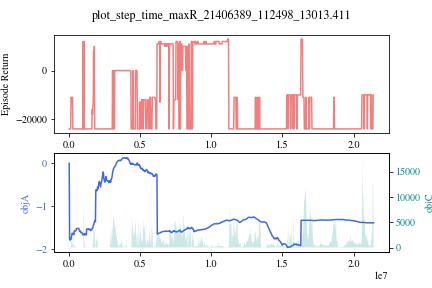 plot_step_time_maxR_21406389_112498_13013.411
Episode Return
0
−20000
0.0 0.5 1.0 1.5 2.0
objA
0
−1
−2
15000
10000
5000
0
objC
0.0 0.5 1.0 1.5 2.0
1e7